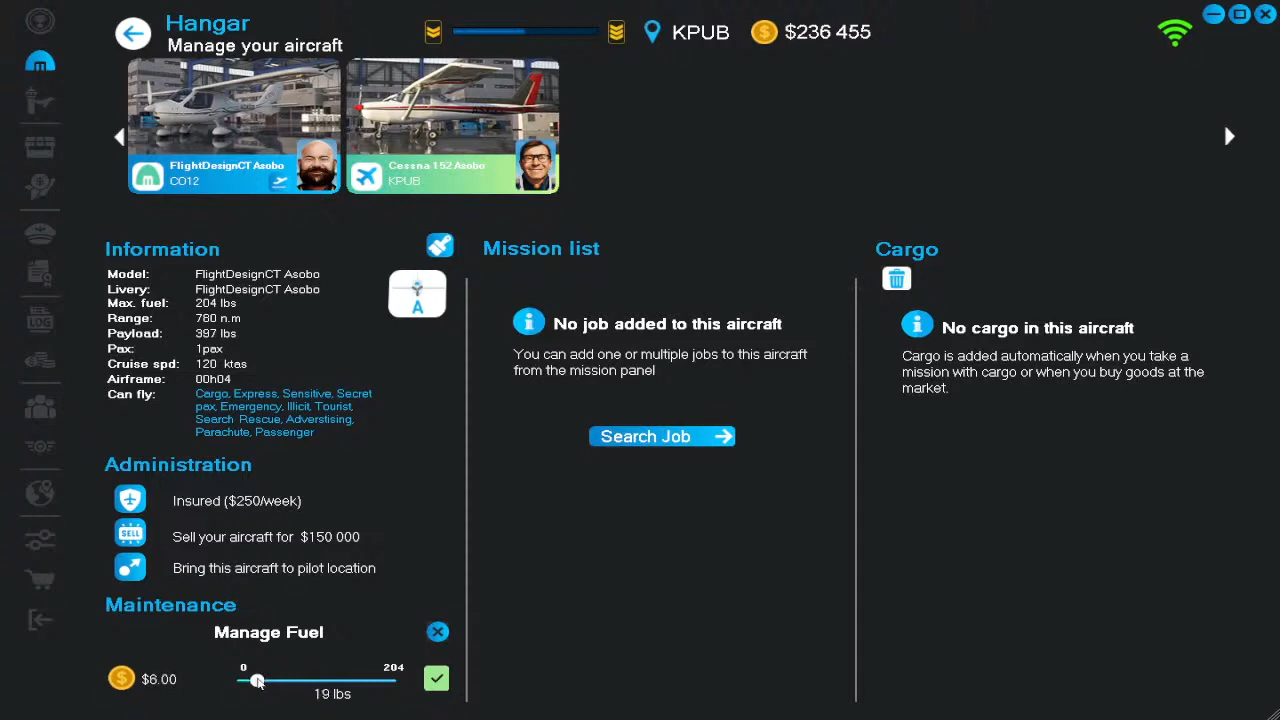 Hangar
Manage your aircraft
KPUB
$236 455
FlightDesignCT Asobo
CO12
Cessna 152 Asobo
KPUB
Information
Model: FlightDesignCT Asobo
Livery: FlightDesignCT Asobo
Max. fuel: 204 lbs
Range: 780 n.m
Payload: 397 lbs
Pax: 1pax
Cruise spd: 120 ktas
Airframe: 00h04
Can fly: Cargo, Express, Sensitive, Secret
pax, Emergency, Illicit, Tourist,
Search Rescue, Adverstising,
Parachute, Passenger
A
Administration
Insured ($250/week)
SELL
Sell your aircraft for $150 000
Bring this aircraft to pilot location
Maintenance
Manage Fuel
$6.00
0
204
19 lbs
Mission list
No job added to this aircraft
You can add one or multiple jobs to this aircraft
from the mission panel
Search Job
Cargo
No cargo in this aircraft
Cargo is added automatically when you take a
mission with cargo or when you buy goods at the
market.
LOG